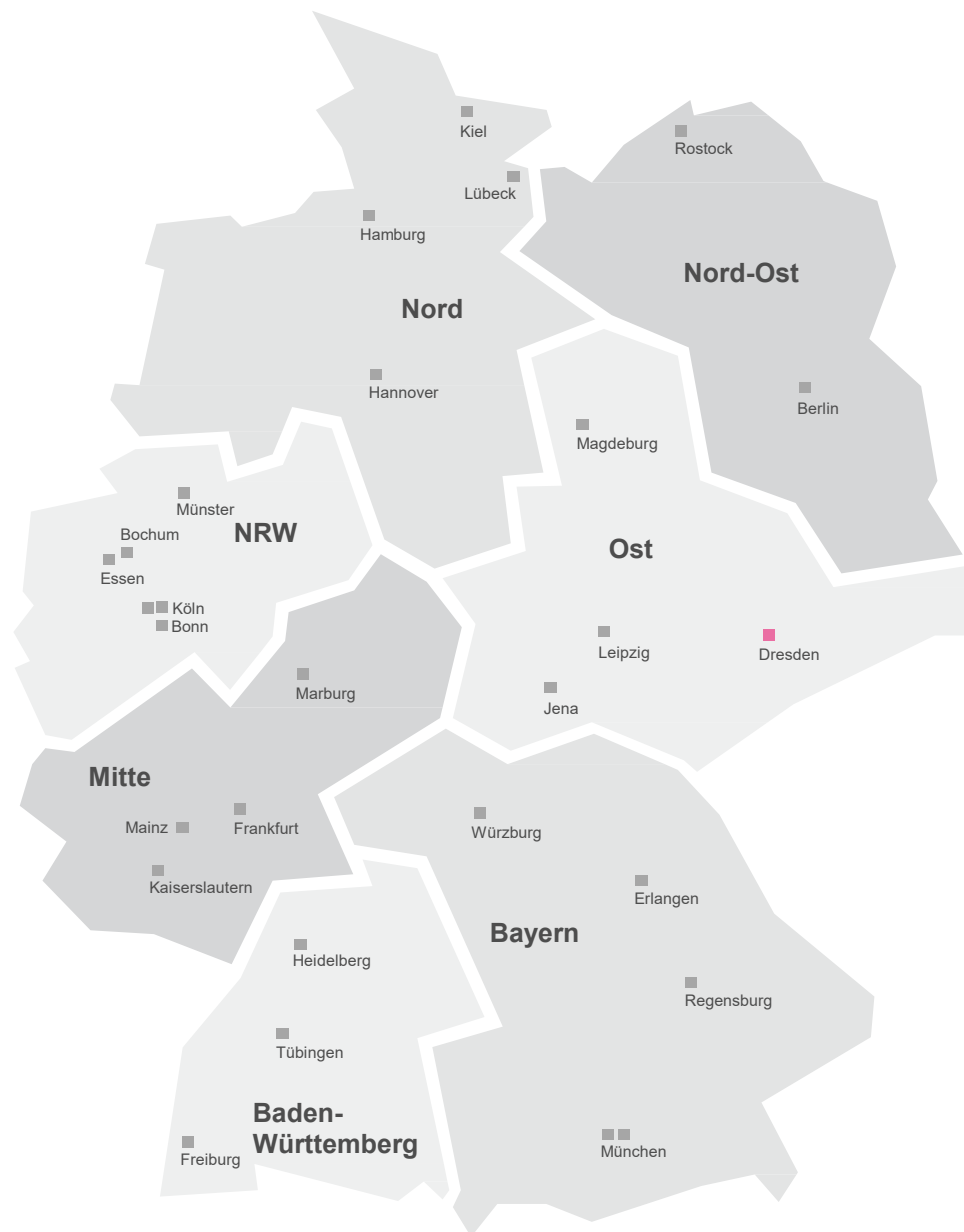 Kiel
Rostock
Lübeck
Hamburg
Nord-Ost
Nord
Hannover
Berlin
Magdeburg
Münster
NRW
Bochum
Ost
Essen
Köln
Bonn
Leipzig
Dresden
Marburg
Jena
Mitte
Mainz
Frankfurt
Würzburg
Kaiserslautern
Erlangen
Bayern
Heidelberg
Regensburg
Tübingen
Baden-
Württemberg
München
Freiburg